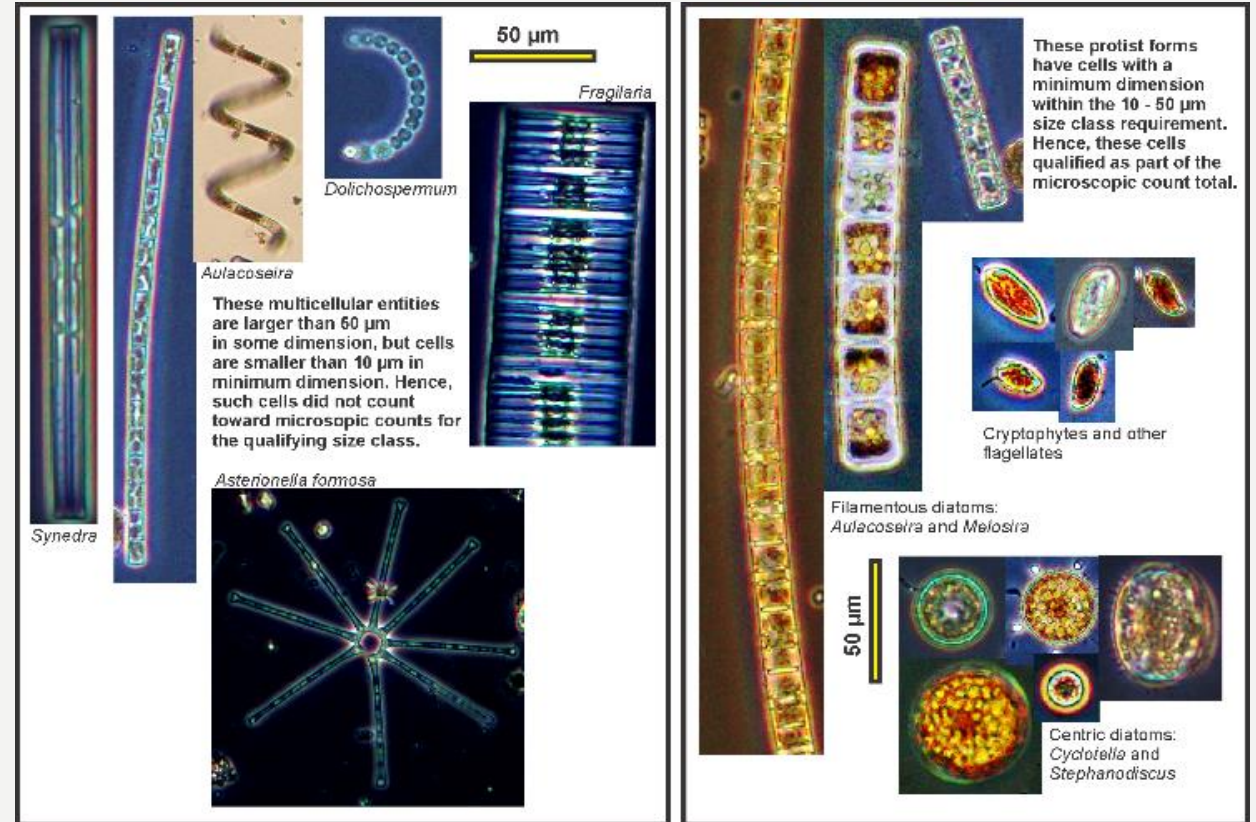 50 µm
Fragilaria
Dolichospermum
Aulacoseira
These multicellular entities
are larger than 50 µm
in some dimension, but cells
are smaller than 10 µm in
minimum dimension. Hence,
such cells did not count
toward microsopic counts for
the qualifying size class.
Asterionella formosa
Synedra
These protist forms
have cells with a
minimum dimension
within the 10 - 50 µm
size class requirement.
Hence, these cells
qualified as part of the
microscopic count total.
Cryptophytes and other
flagellates
Filamentous diatoms:
Aulacoseira and Melosira
50 µm
Centric diatoms:
Cyclotella and
Stephanodiscus